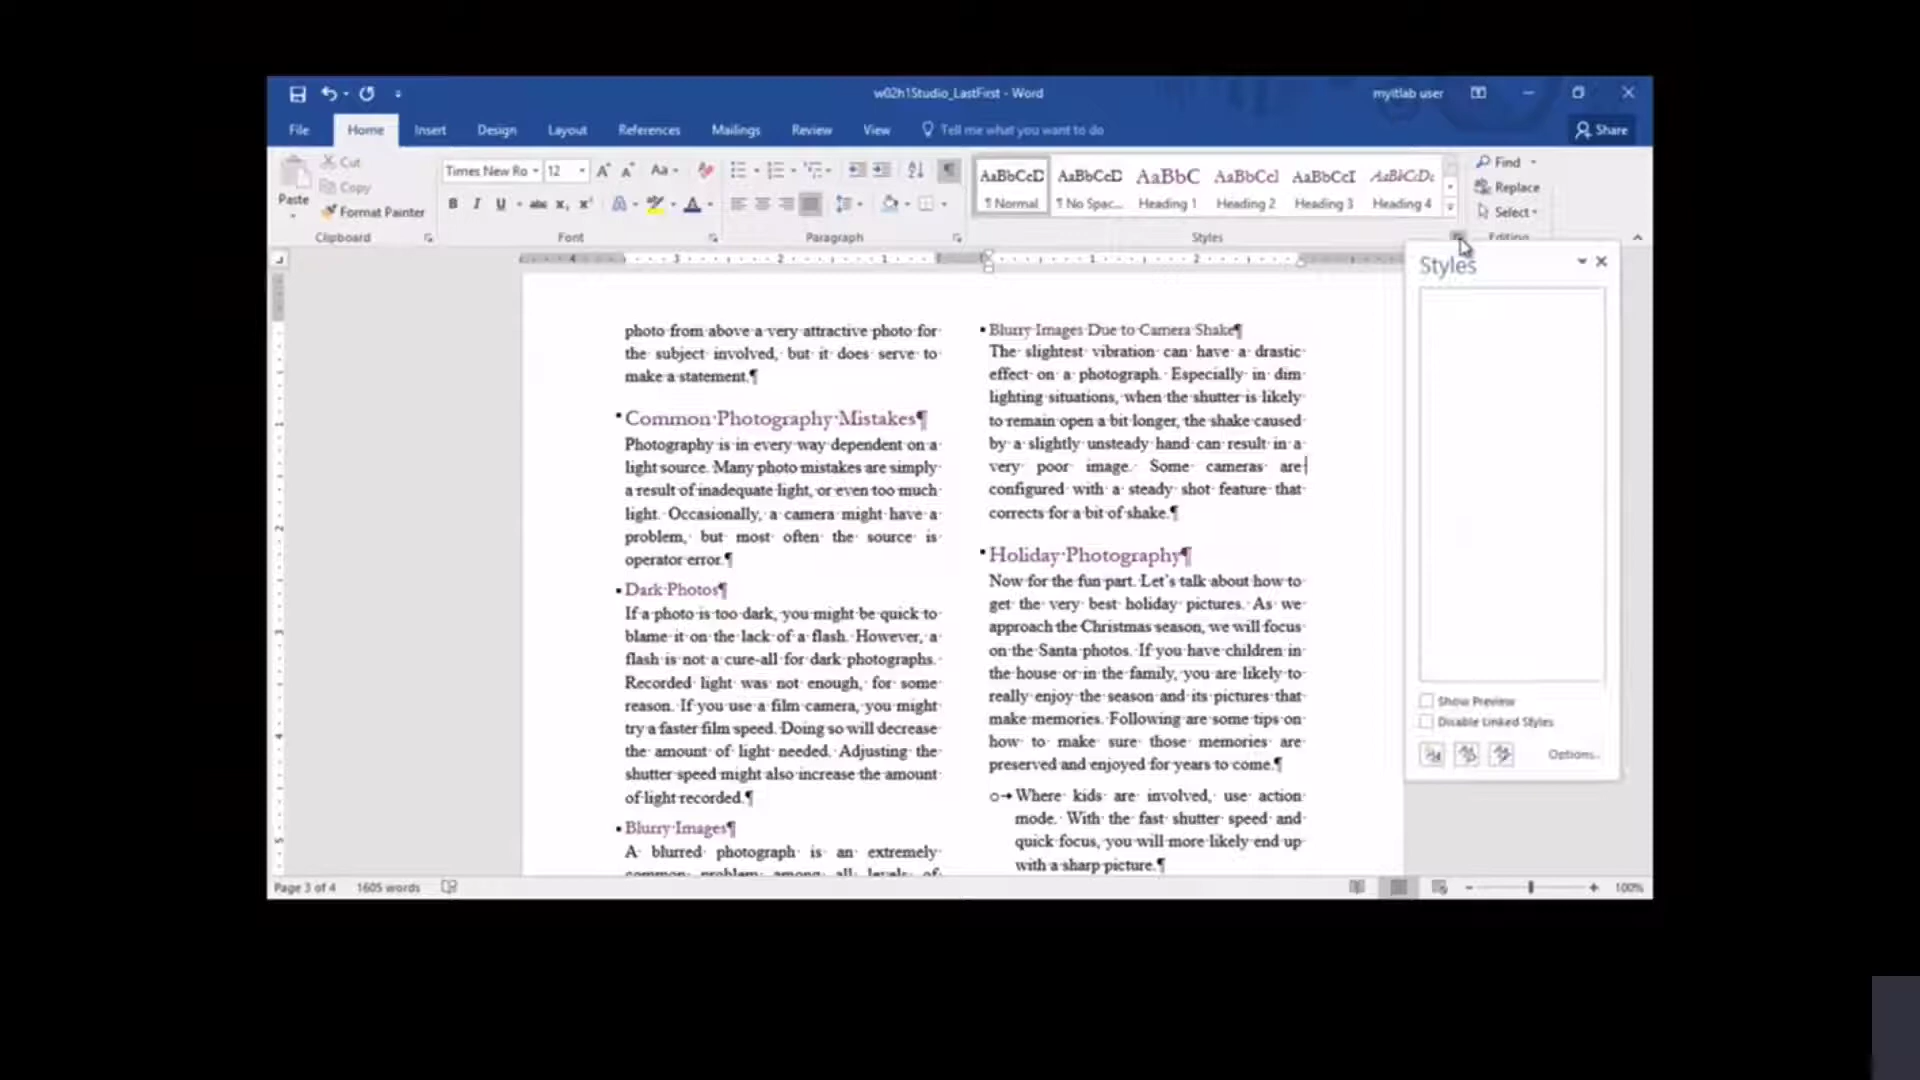 w02h1Studio_LastFirst - Word
myitlab user
File
Home
Insert
Design
Layout
References
Mailings
Review
View
Tell me what you want to do
Share
Paste
Cut
Copy
Format Painter
Clipboard
Times New Ro
12
Font
Paragraph
AaBbCcD
AaBbCcD
AaBbC
AaBbCcI
AaBbCcI
AaBbCcDc
¶ Normal
¶ No Spac...
Heading 1
Heading 2
Heading 3
Heading 4
Styles
Find
Replace
Select
Editing
photo from above a very attractive photo for
the subject involved, but it does serve to
make a statement.¶
Common Photography Mistakes¶
Photography is in every way dependent on a
light source. Many photo mistakes are simply
a result of inadequate light, or even too much
light. Occasionally, a camera might have a
problem, but most often the source is
operator error.¶
Dark Photos¶
If a photo is too dark, you might be quick to
blame it on the lack of a flash. However, a
flash is not a cure-all for dark photographs.
Recorded light was not enough, for some
reason. If you use a film camera, you might
try a faster film speed. Doing so will decrease
the amount of light needed. Adjusting the
shutter speed might also increase the amount
of light recorded.¶
Blurry Images¶
A blurred photograph is an extremely
common problem among all levels of
Blurry Images Due to Camera Shake¶
The slightest vibration can have a drastic
effect on a photograph. Especially in dim
lighting situations, when the shutter is likely
to remain open a bit longer, the shake caused
by a slightly unsteady hand can result in a
very poor image. Some cameras are
configured with a steady shot feature that
corrects for a bit of shake.¶
Holiday Photography¶
Now for the fun part. Let's talk about how to
get the very best holiday pictures. As we
approach the Christmas season, we will focus
on the Santa photos. If you have children in
the house or in the family, you are likely to
really enjoy the season and its pictures that
make memories. Following are some tips on
how to make sure those memories are
preserved and enjoyed for years to come.¶
Where kids are involved, use action
mode. With the fast shutter speed and
quick focus, you will more likely end up
with a sharp picture.¶
Styles
Show Preview
Disable Linked Styles
Options...
Page 3 of 4
1605 words
100%